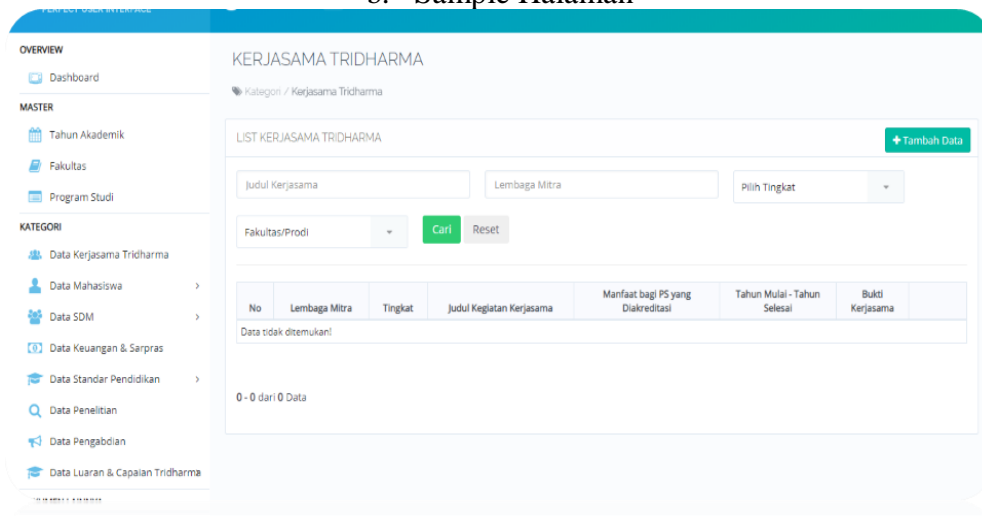 Sample Halaman
PERFECT USER INTERFACE
OVERVIEW
Dashboard
MASTER
Tahun Akademik
Fakultas
Program Studi
KATEGORI
Data Kerjasama Tridharma
Data Mahasiswa
Data SDM
Data Keuangan & Sarpras
Data Standar Pendidikan
Data Penelitian
Data Pengabdian
Data Luaran & Capaian Tridharma
KERJASAMA TRIDHARMA
Kategori / Kerjasama Tridharma
LIST KERJASAMA TRIDHARMA
+ Tambah Data
Judul Kerjasama
Lembaga Mitra
Pilih Tingkat
Fakultas/Prodi
Cari
Reset
No
Lembaga Mitra
Tingkat
Judul Kegiatan Kerjasama
Manfaat bagi PS yang
Diakreditasi
Tahun Mulai - Tahun
Selesai
Bukti
Kerjasama
Data tidak ditemukan!
0 - 0 dari 0 Data